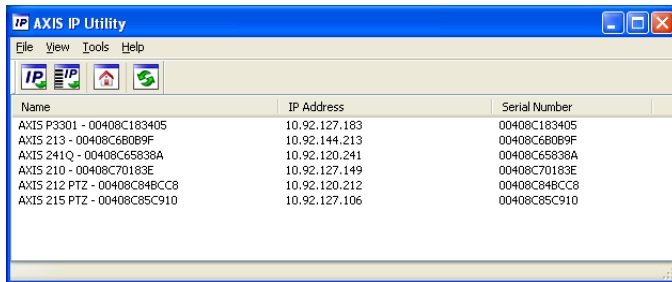 IP AXIS IP Utility
File View Tools Help
IP IP
Name IP Address Serial Number
AXIS P3301 - 00408C183405 10.92.127.183 00408C183405
AXIS 213 - 00408C6B0B9F 10.92.144.213 00408C6B0B9F
AXIS 241Q - 00408C65838A 10.92.120.241 00408C65838A
AXIS 210 - 00408C70183E 10.92.127.149 00408C70183E
AXIS 212 PTZ - 00408C84BCC8 10.92.120.212 00408C84BCC8
AXIS 215 PTZ - 00408C85C910 10.92.127.106 00408C85C910